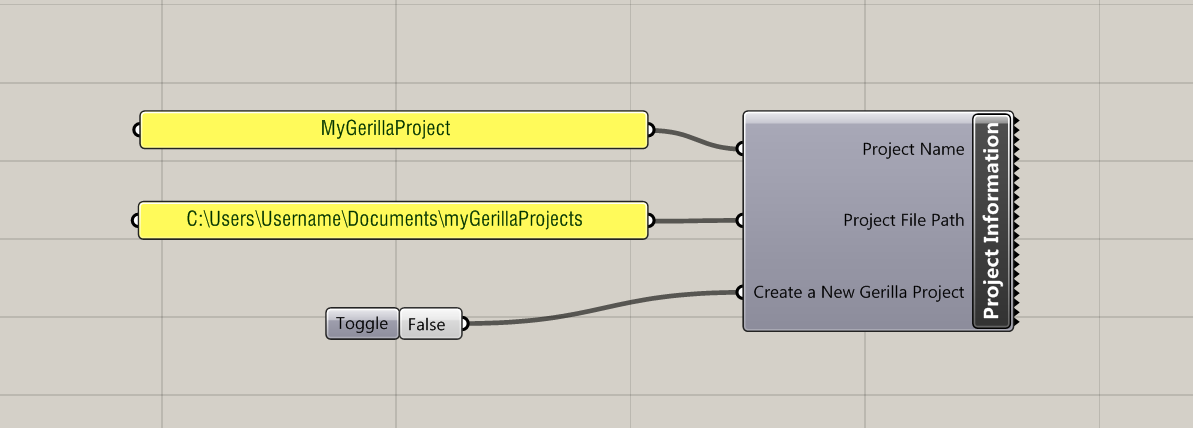 MyGerillaProject
Project Name
C:\Users\Username\Documents\myGerillaProjects
Project File Path
Create a New Gerilla Project
Toggle
False
Project Information